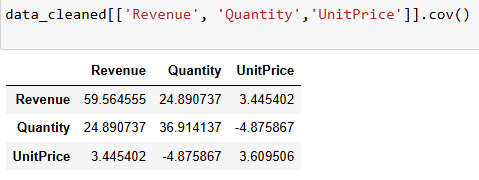 data_cleaned[['Revenue', 'Quantity','UnitPrice']].cov()
Revenue Quantity UnitPrice
Revenue 59.564555 24.890737 3.445402
Quantity 24.890737 36.914137 -4.875867
UnitPrice 3.445402 -4.875867 3.609506